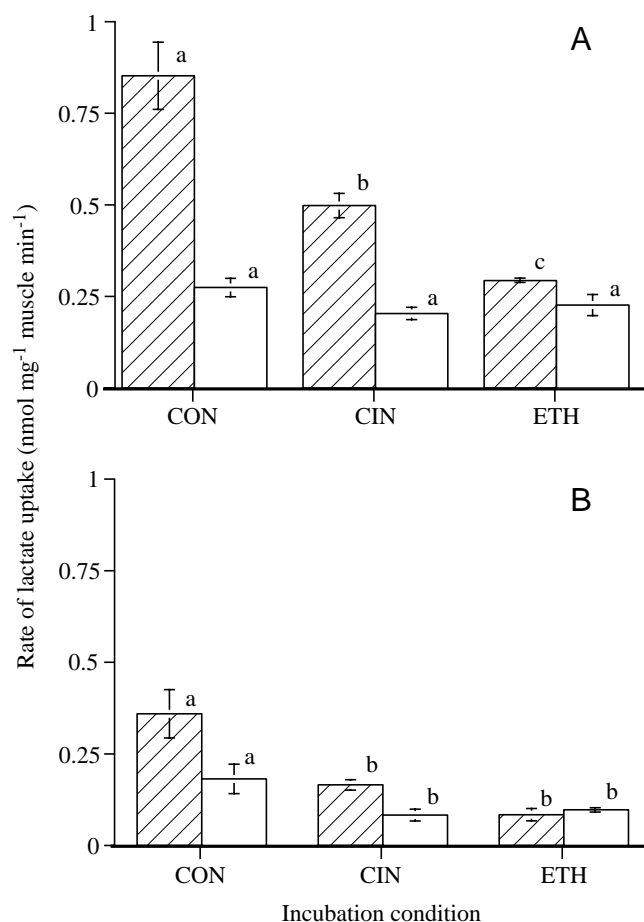 Rate of lactate uptake (nmol mg⁻¹ muscle min⁻¹)
A
1
0.75
0.5
0.25
0
a
a
b
a
c
a
CON
CIN
ETH
B
1
0.75
0.5
0.25
0
a
a
b
b
b
b
CON
CIN
ETH
Incubation condition